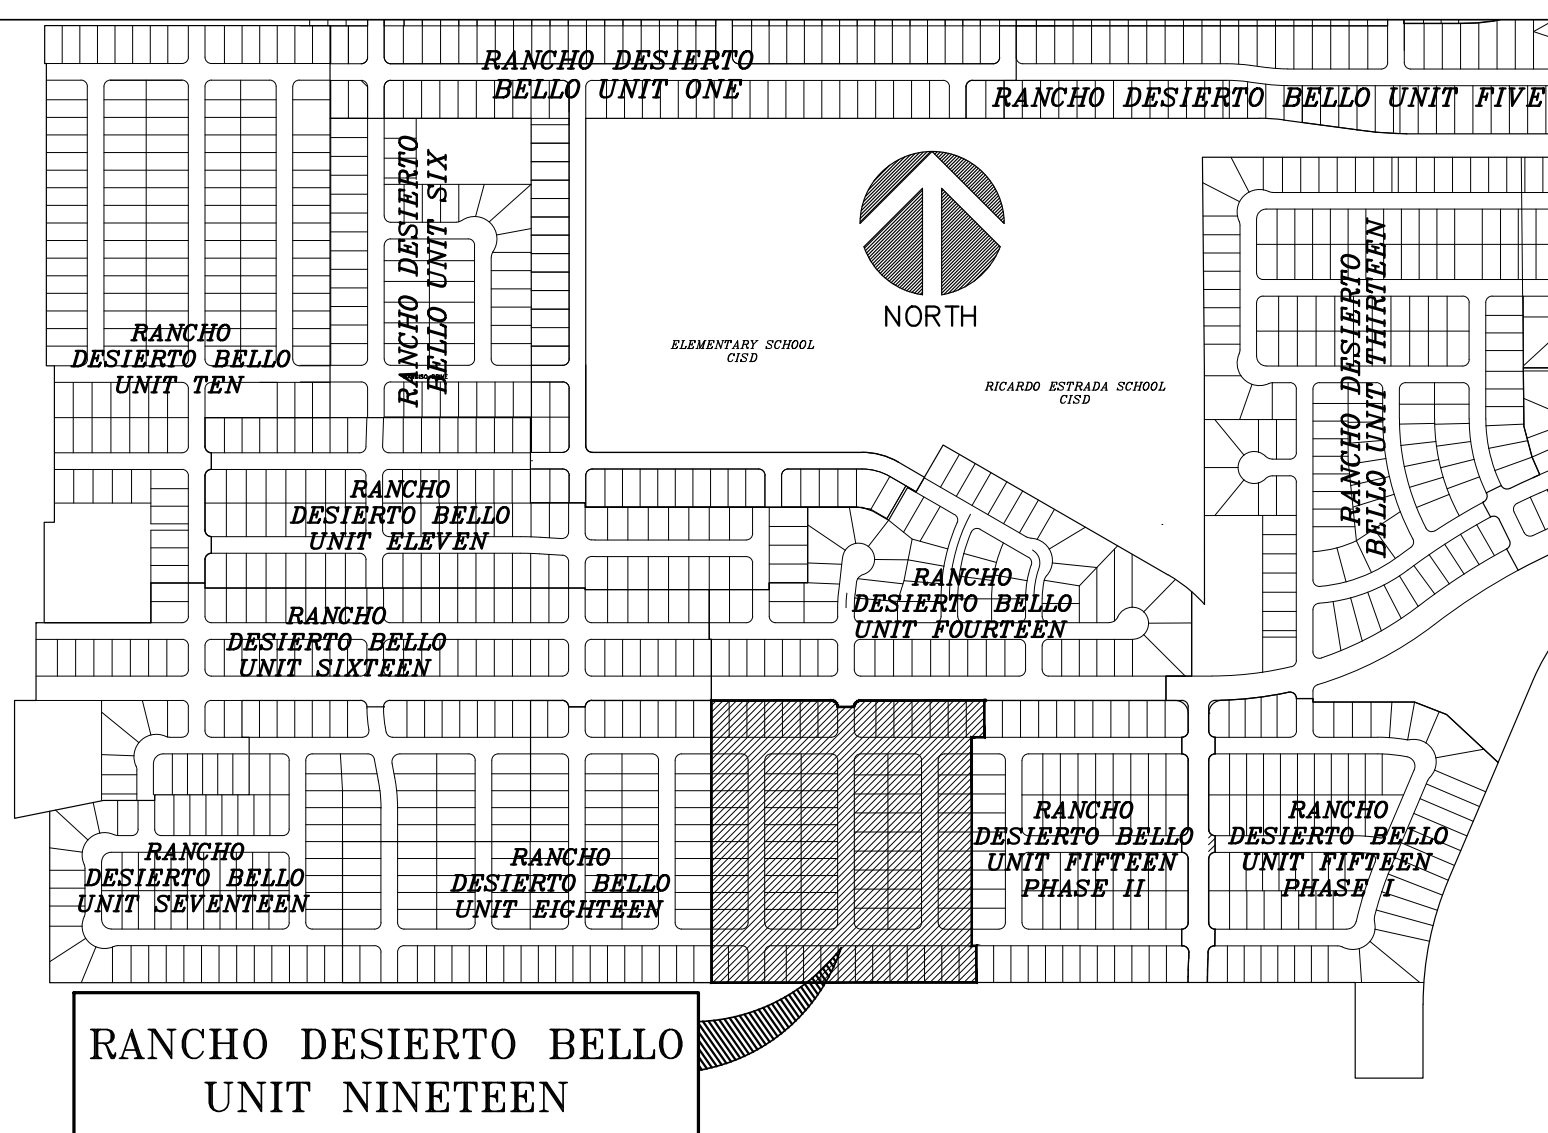 RANCHO DESIERTO
BELLO UNIT ONE
RANCHO DESIERTO BELLO UNIT FIVE
RANCHO DESIERTO
BELLO UNIT SIX
NORTH
RANCHO
DESIERTO BELLO
UNIT TEN
ELEMENTARY SCHOOL
CISD
RICARDO ESTRADA SCHOOL
CISD
RANCHO DESIERTO
BELLO UNIT THIRTEEN
RANCHO
DESIERTO BELLO
UNIT ELEVEN
RANCHO
DESIERTO BELLO
UNIT FOURTEEN
RANCHO
DESIERTO BELLO
UNIT SIXTEEN
RANCHO
DESIERTO BELLO
UNIT FIFTEEN
PHASE II
RANCHO
DESIERTO BELLO
UNIT FIFTEEN
PHASE I
RANCHO
DESIERTO BELLO
UNIT SEVENTEEN
RANCHO
DESIERTO BELLO
UNIT EIGHTEEN
RANCHO DESIERTO BELLO
UNIT NINETEEN